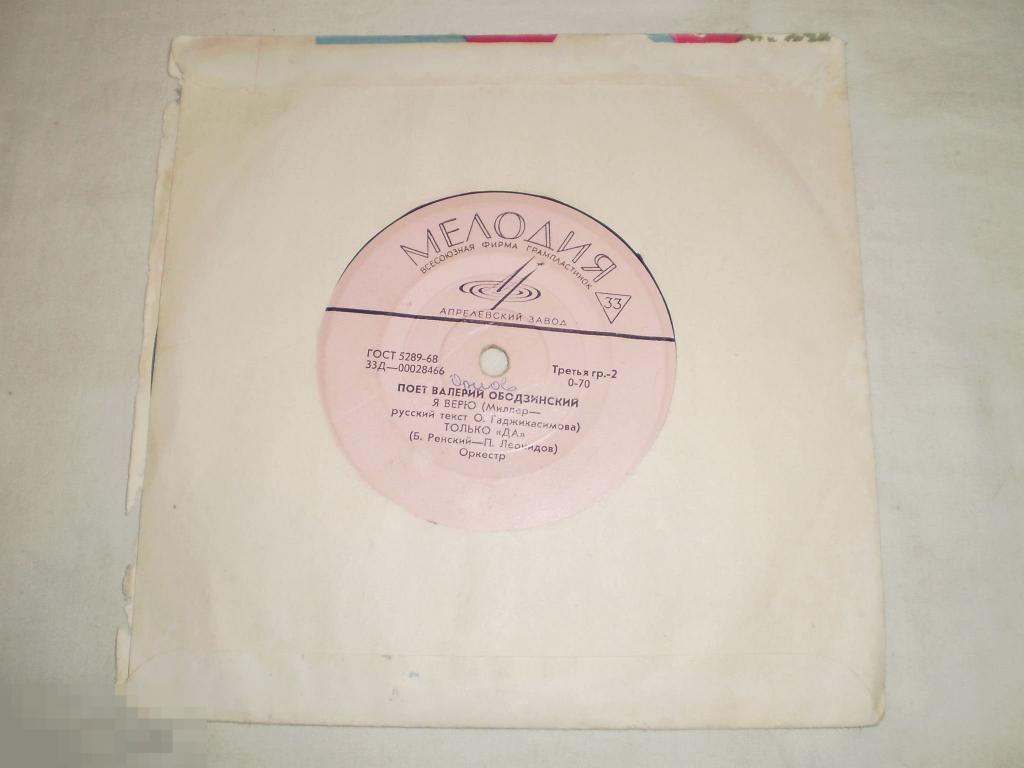 МЕЛОДИЯ
ВСЕСОЮЗНАЯ ФИРМА ГРАМПЛАСТИНОК
33
АПРЕЛЕВСКИЙ ЗАВОД
ГОСТ 5289-68
33Д—00028466
Третья гр.-2
0-70
ПОЕТ ВАЛЕРИЙ ОБОДЗИНСКИЙ
Я ВЕРЮ (Миллер—
русский текст О. Гаджикасимова)
ТОЛЬКО «ДА»
(Б. Ренский—П. Леонидов)
Оркестр